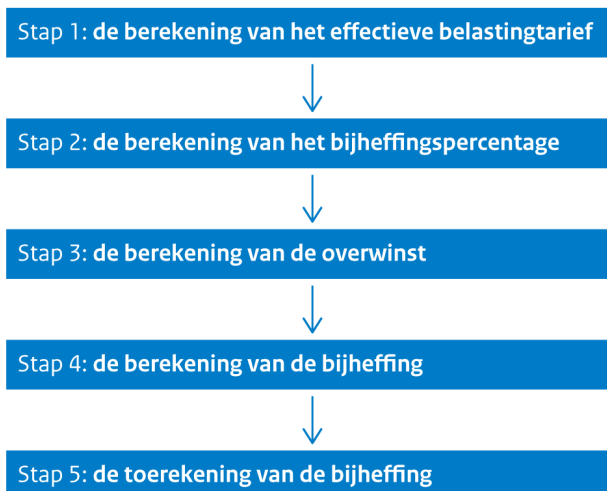 Stap 1: de berekening van het effectieve belastingtarief
Stap 2: de berekening van het bijheffingspercentage
Stap 3: de berekening van de overwinst
Stap 4: de berekening van de bijheffing
Stap 5: de toerekening van de bijheffing